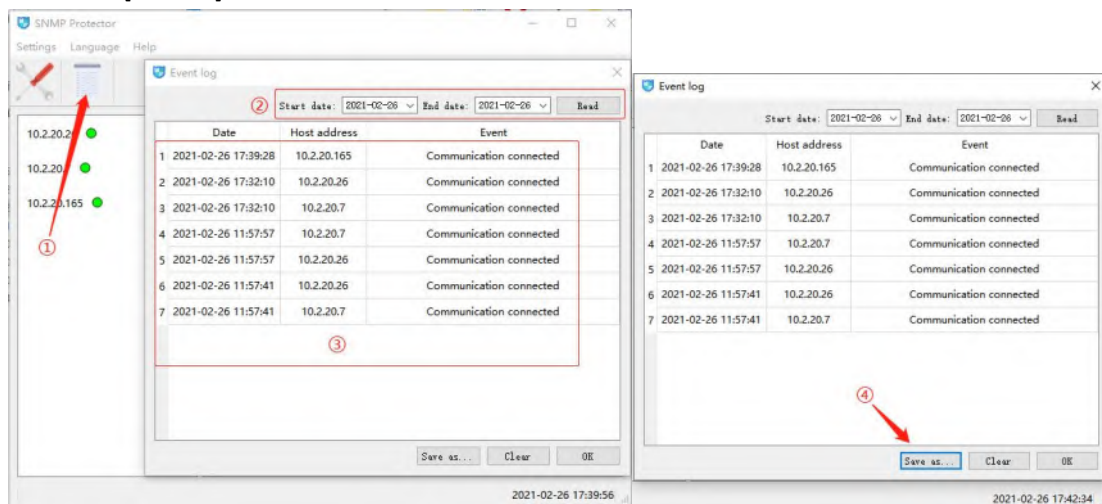 SNMP Protector
Settings Language Help
Event log
② Start date: 2021-02-26 End date: 2021-02-26 Read
Date Host address Event
1 2021-02-26 17:39:28 10.2.20.165 Communication connected
2 2021-02-26 17:32:10 10.2.20.26 Communication connected
3 2021-02-26 17:32:10 10.2.20.7 Communication connected
4 2021-02-26 11:57:57 10.2.20.7 Communication connected
5 2021-02-26 11:57:57 10.2.20.26 Communication connected
6 2021-02-26 11:57:41 10.2.20.26 Communication connected
7 2021-02-26 11:57:41 10.2.20.7 Communication connected
③
Save as... Clear OK
10.2.20.165
①
2021-02-26 17:39:56
Event log
Start date: 2021-02-26 End date: 2021-02-26 Read
Date Host address Event
1 2021-02-26 17:39:28 10.2.20.165 Communication connected
2 2021-02-26 17:32:10 10.2.20.26 Communication connected
3 2021-02-26 17:32:10 10.2.20.7 Communication connected
4 2021-02-26 11:57:57 10.2.20.7 Communication connected
5 2021-02-26 11:57:57 10.2.20.26 Communication connected
6 2021-02-26 11:57:41 10.2.20.26 Communication connected
7 2021-02-26 11:57:41 10.2.20.7 Communication connected
④
Save as... Clear OK
2021-02-26 17:42:34